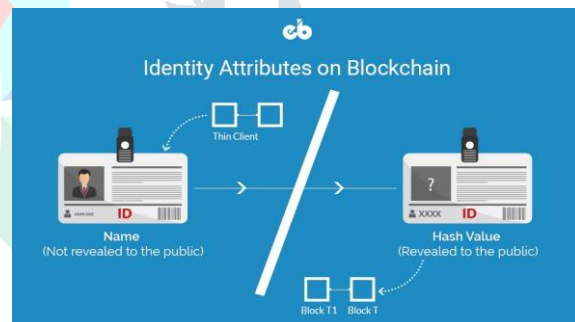 eb
Identity Attributes on Blockchain
Thin Client
ID
Name
(Not revealed to the public)
?
XXXX ID
Hash Value
(Revealed to the public)
Block T1 Block T